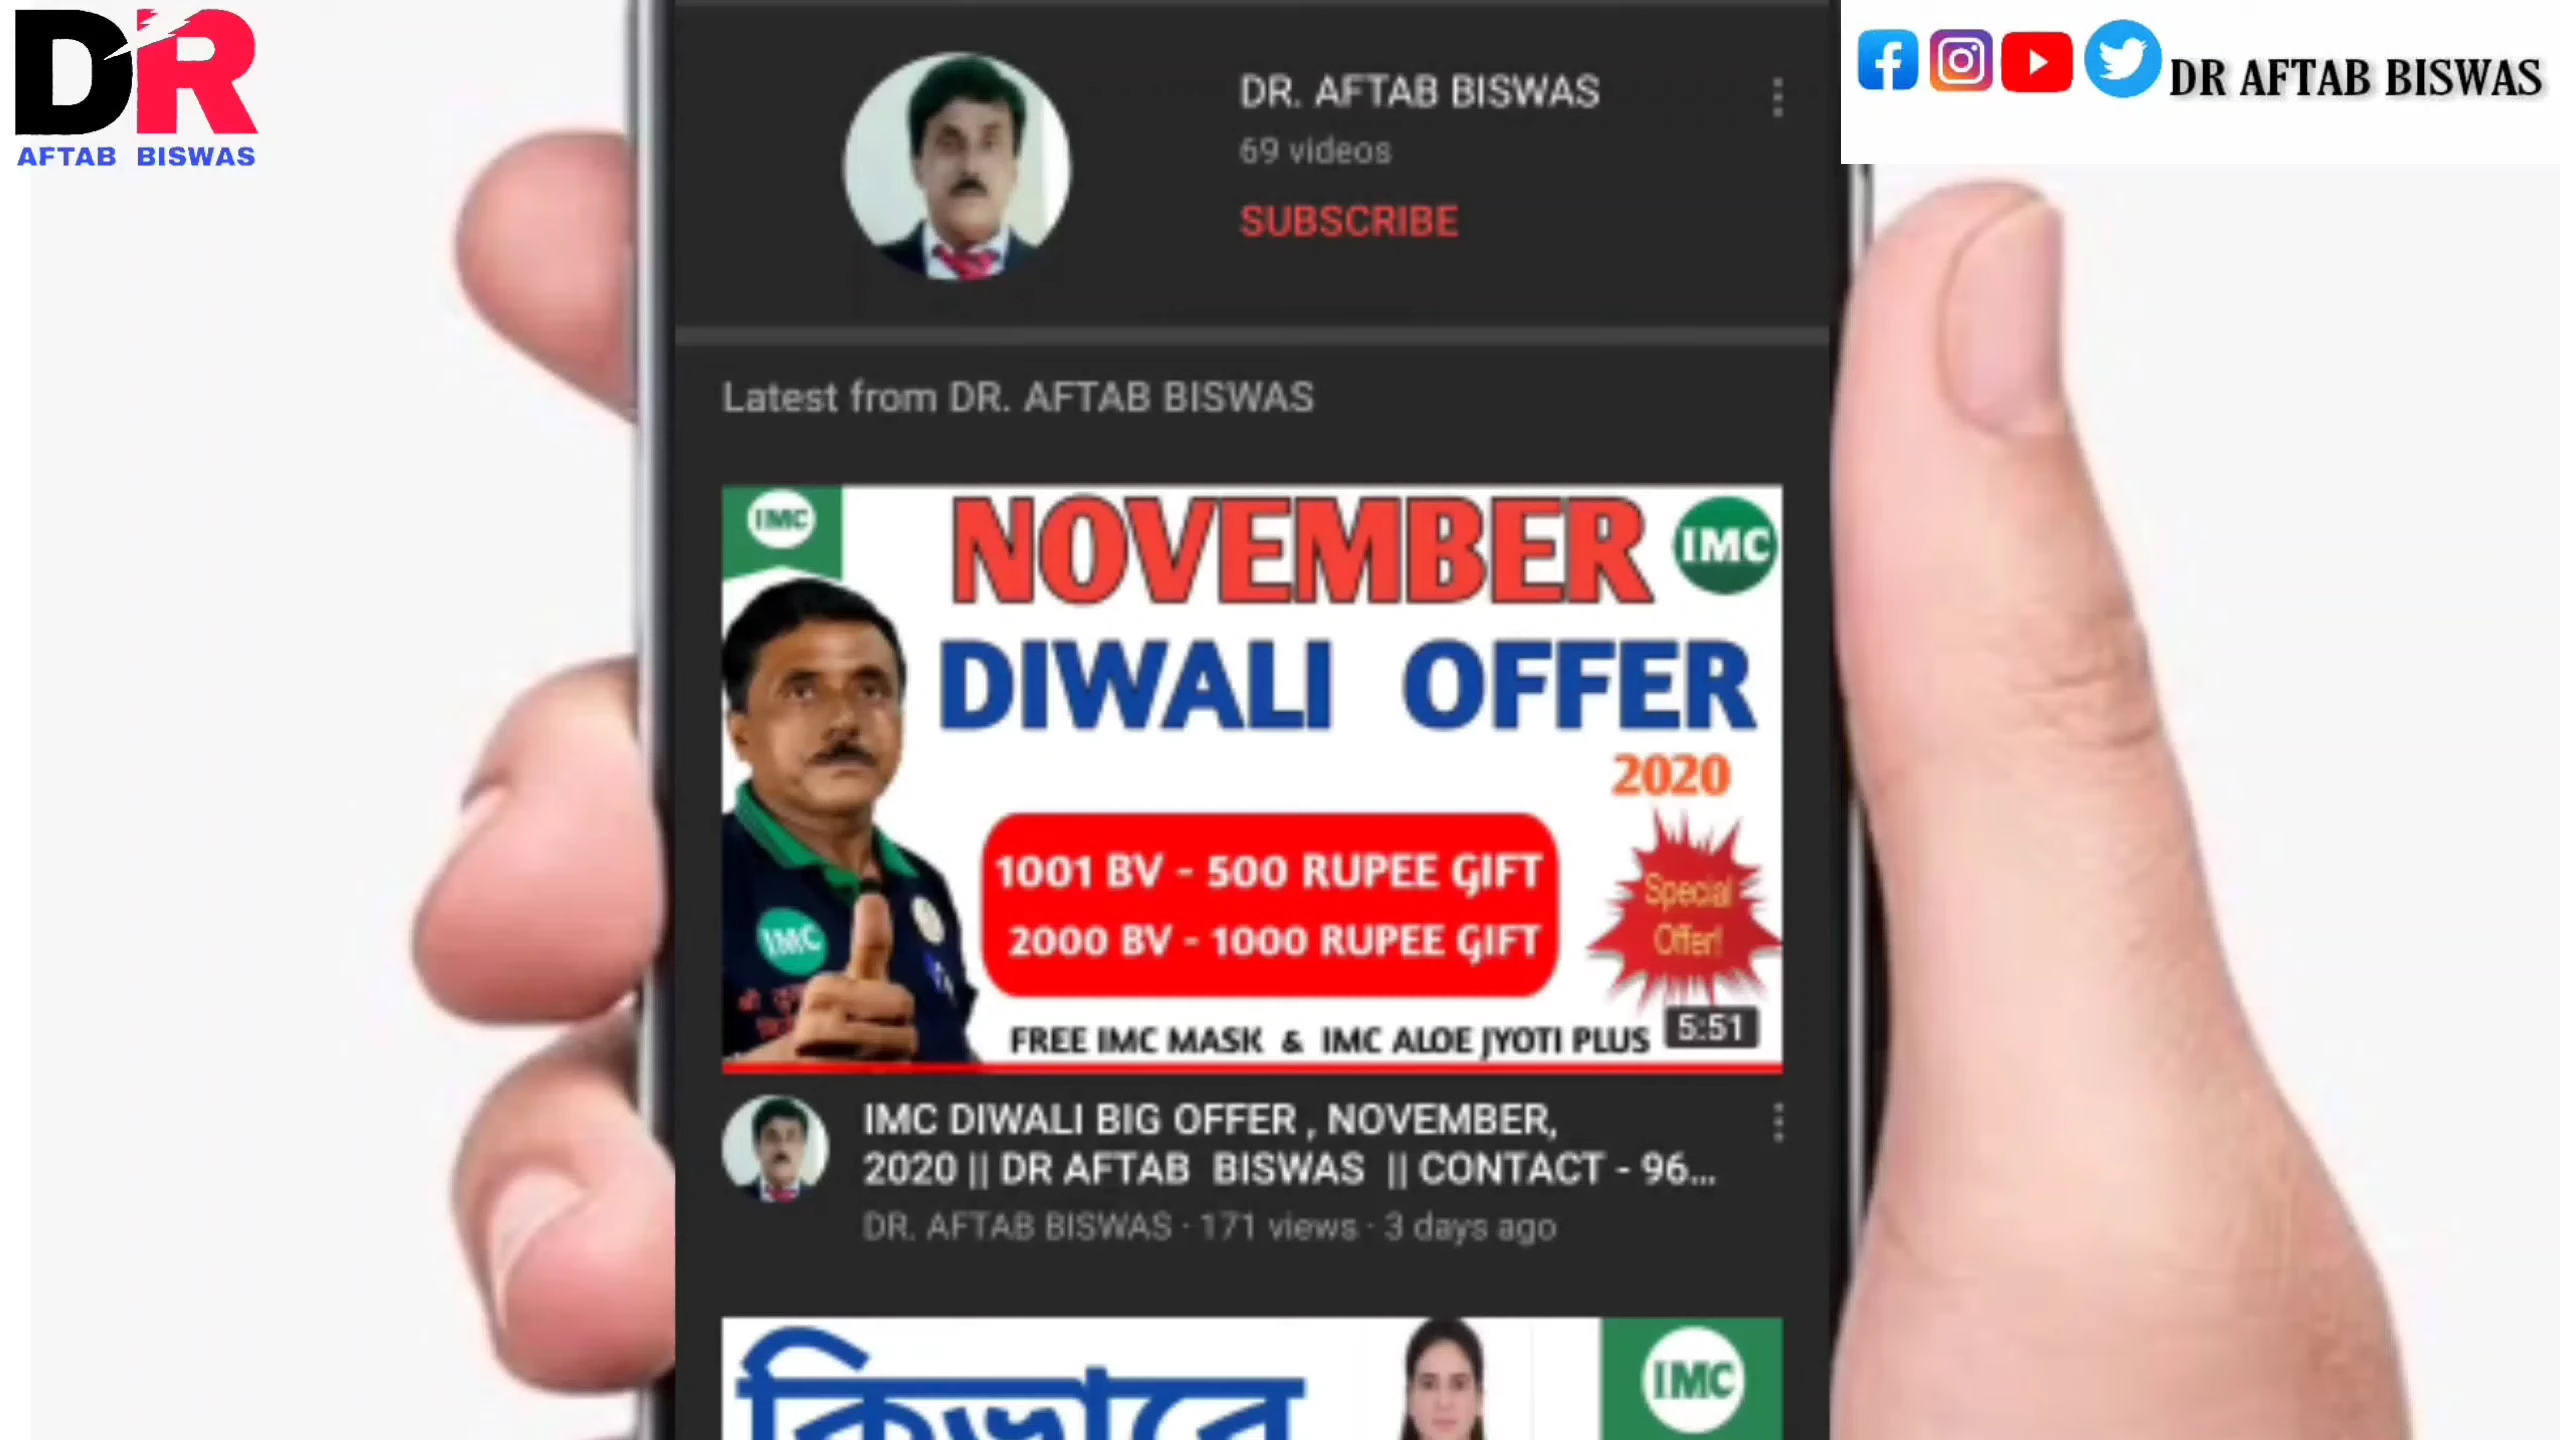 DR
AFTAB BISWAS
DR AFTAB BISWAS
DR. AFTAB BISWAS
69 videos
SUBSCRIBE
Latest from DR. AFTAB BISWAS
IMC
NOVEMBER
IMC
DIWALI OFFER
2020
1001 BV - 500 RUPEE GIFT
2000 BV - 1000 RUPEE GIFT
Special
Offer!
IMC
FREE IMC MASK & IMC ALOE JYOTI PLUS
5:51
IMC DIWALI BIG OFFER , NOVEMBER,
2020 || DR AFTAB BISWAS || CONTACT - 96...
DR. AFTAB BISWAS · 171 views · 3 days ago
কিভাবে
IMC